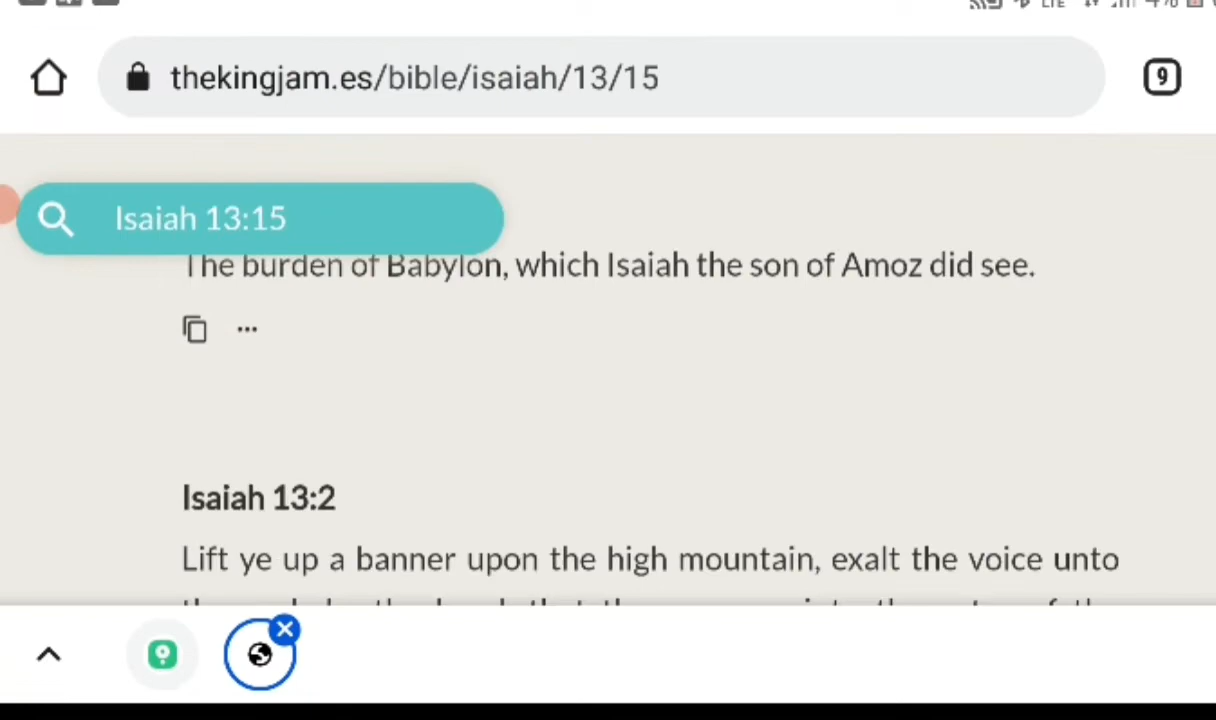 LTE
thekingjam.es/bible/isaiah/13/15
9
Isaiah 13:15
The burden of Babylon, which Isaiah the son of Amoz did see.
Isaiah 13:2
Lift ye up a banner upon the high mountain, exalt the voice unto